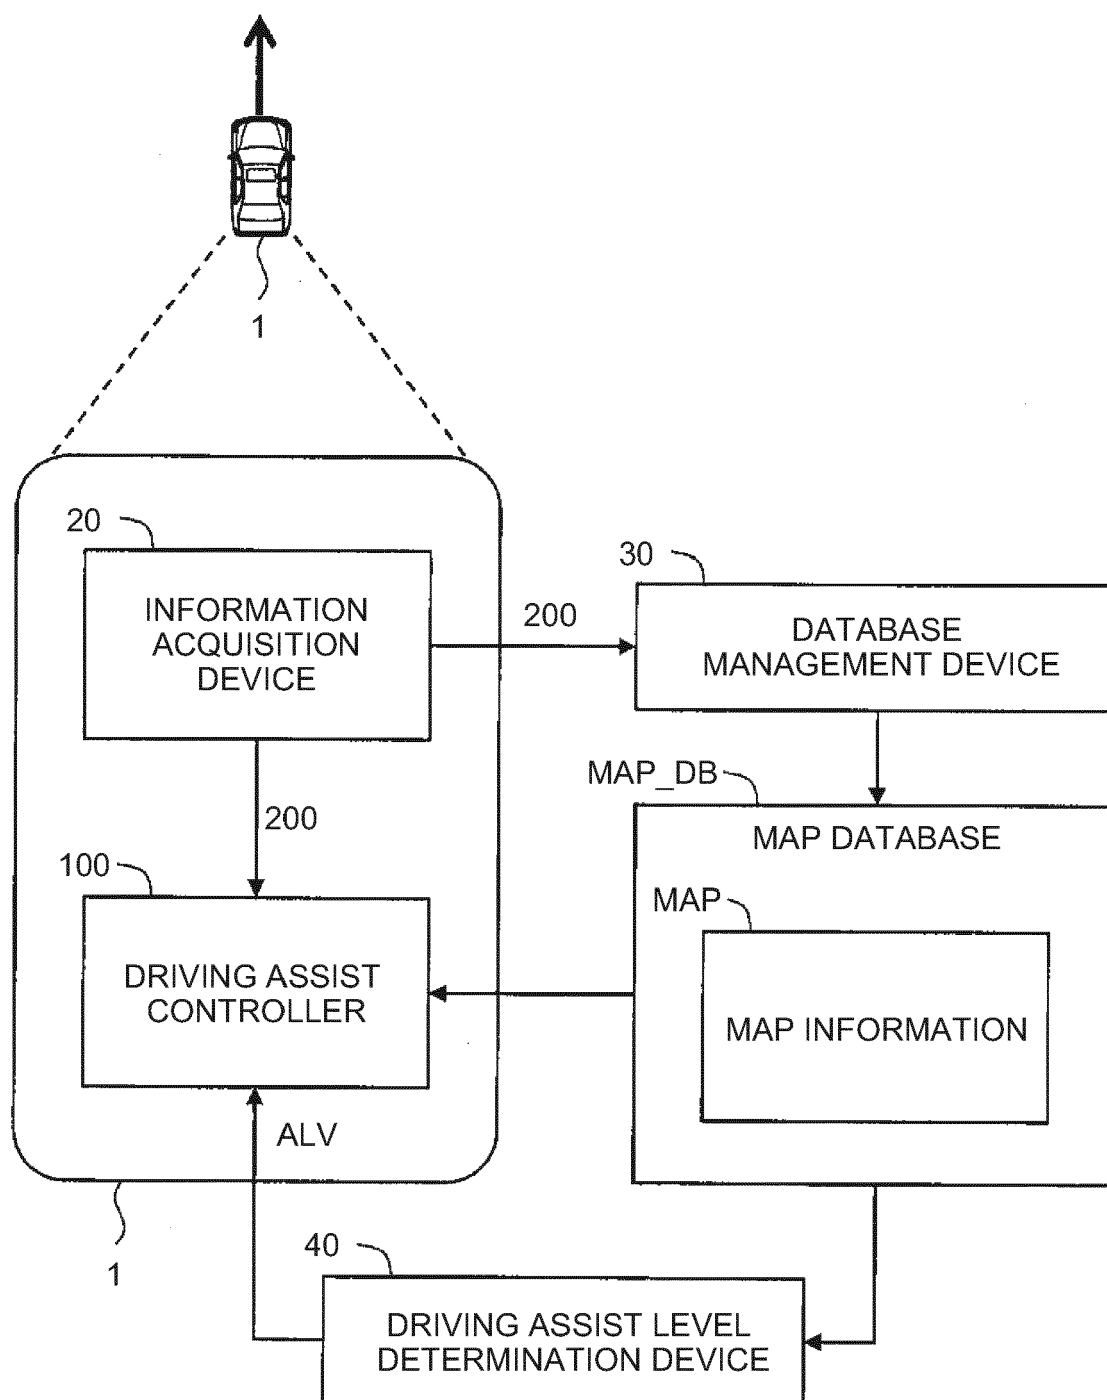 1
20
INFORMATION
ACQUISITION
DEVICE
200
30
DATABASE
MANAGEMENT DEVICE
200
MAP_DB
MAP DATABASE
MAP
MAP INFORMATION
100
DRIVING ASSIST
CONTROLLER
ALV
1
40
DRIVING ASSIST LEVEL
DETERMINATION DEVICE